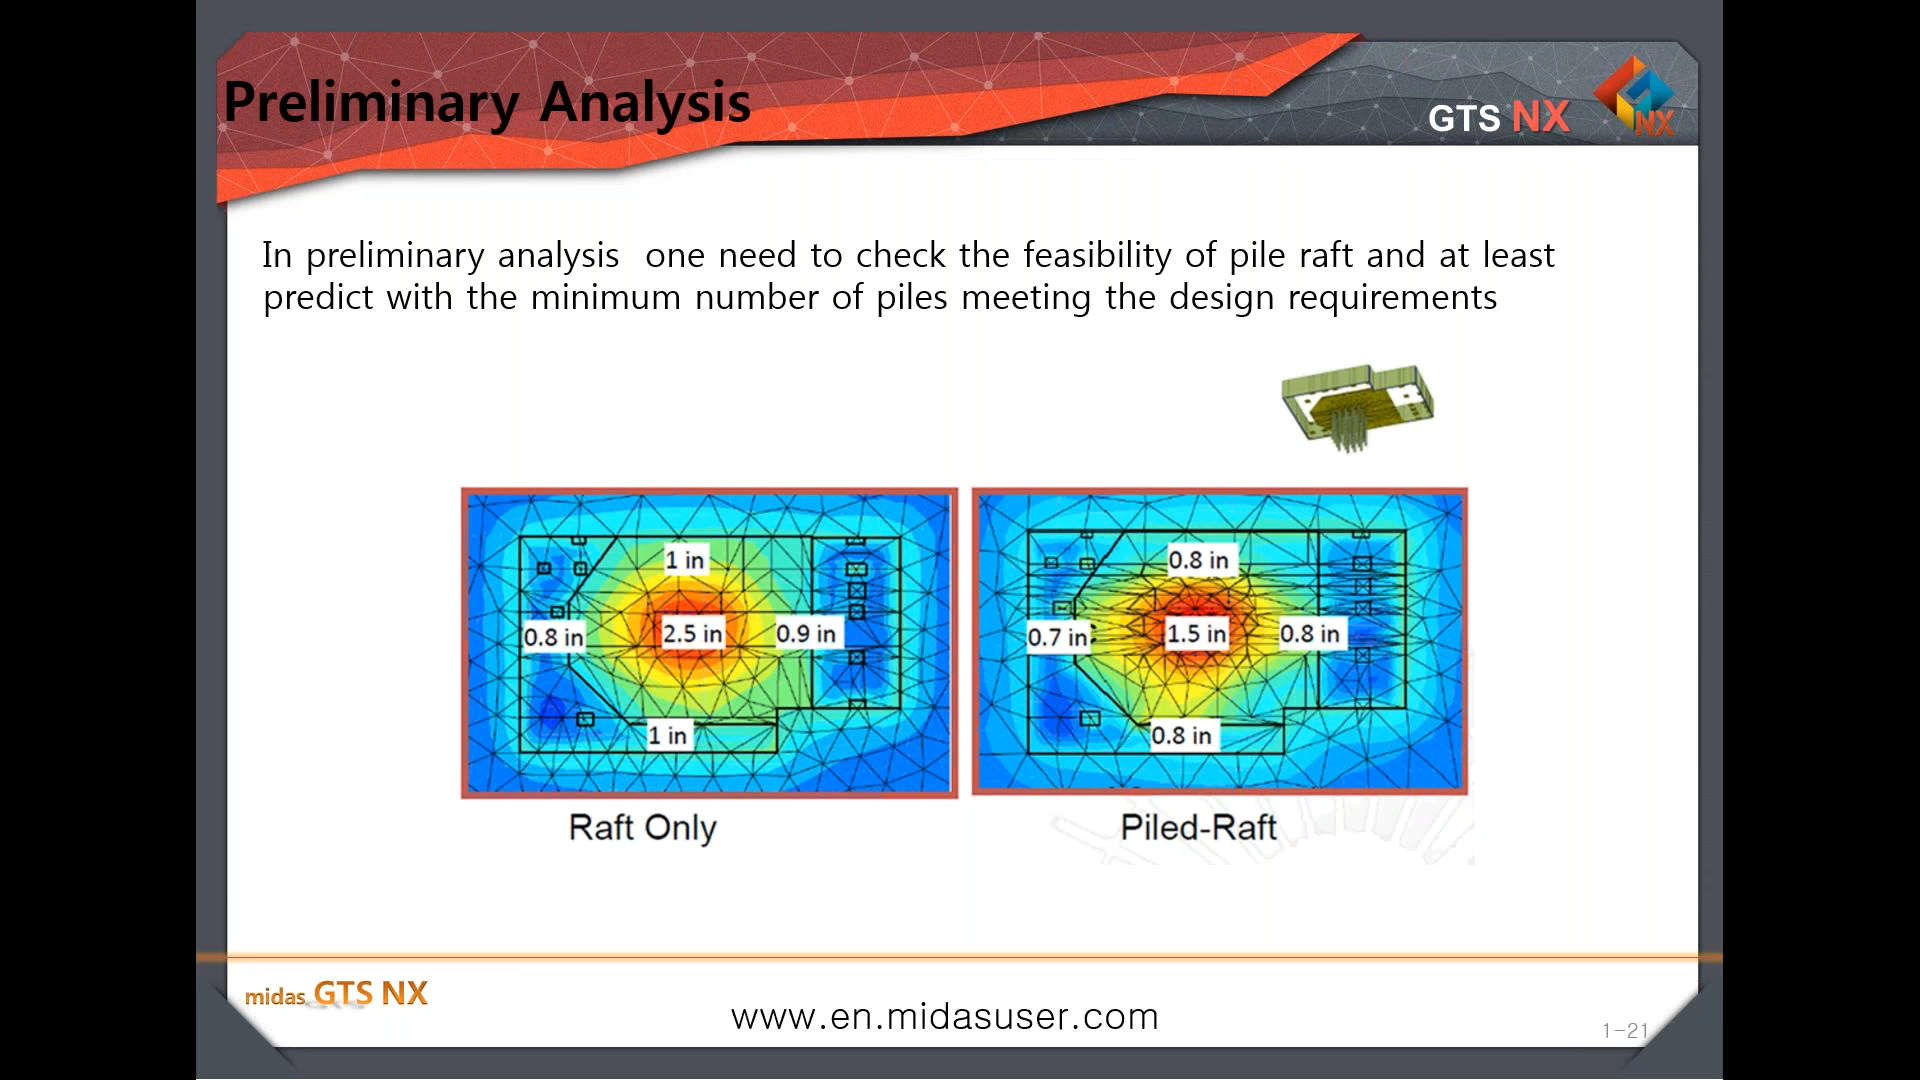 Preliminary Analysis
GTS NX
NX
In preliminary analysis one need to check the feasibility of pile raft and at least
predict with the minimum number of piles meeting the design requirements
1 in
0.8 in
2.5 in
0.9 in
1 in
Raft Only
0.8 in
0.7 in
1.5 in
0.8 in
0.8 in
Piled-Raft
midas GTS NX
www.en.midasuser.com
1-21